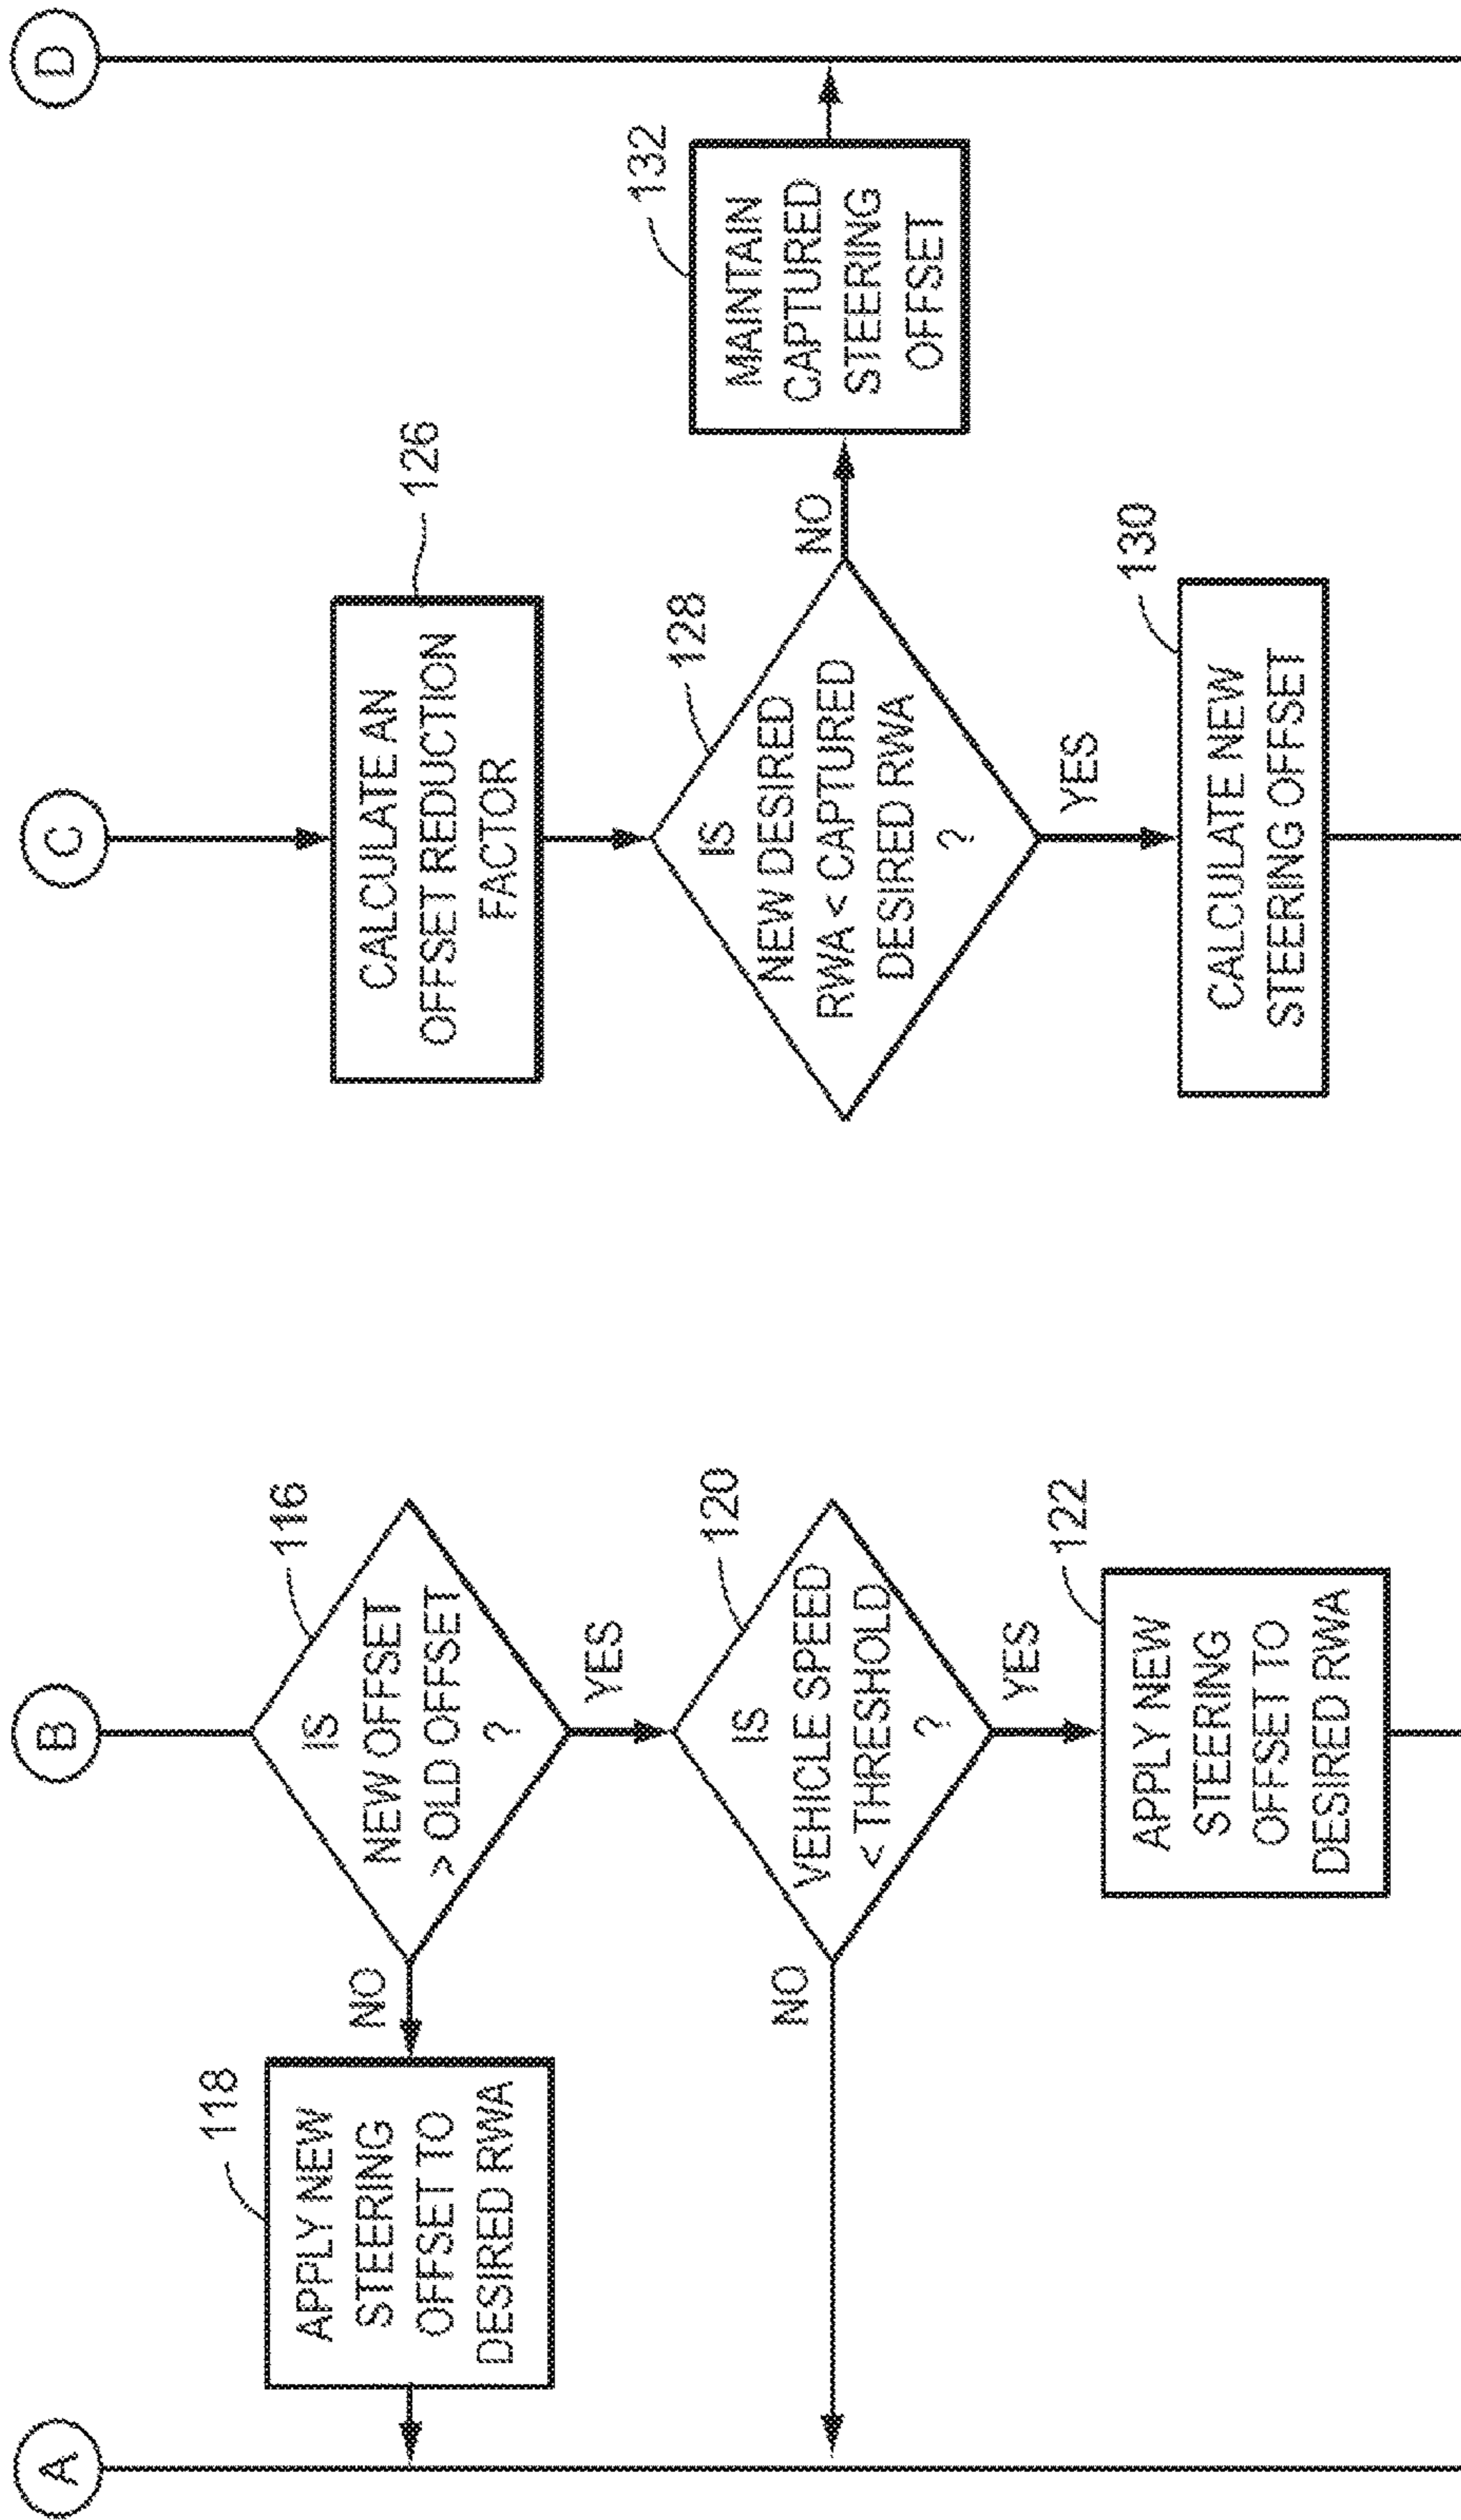 A
B
C
D
118
APPLY NEW
STEERING
OFFSET TO
DESIRED RWA
NO
116
IS
NEW OFFSET
> OLD OFFSET
?
YES
120
IS
VEHICLE SPEED
< THRESHOLD
?
NO
YES
122
APPLY NEW
STEERING
OFFSET TO
DESIRED RWA
126
CALCULATE AN
OFFSET REDUCTION
FACTOR
128
IS
NEW DESIRED
RWA < CAPTURED
DESIRED RWA
?
NO
132
MAINTAIN
CAPTURED
STEERING
OFFSET
YES
130
CALCULATE NEW
STEERING OFFSET